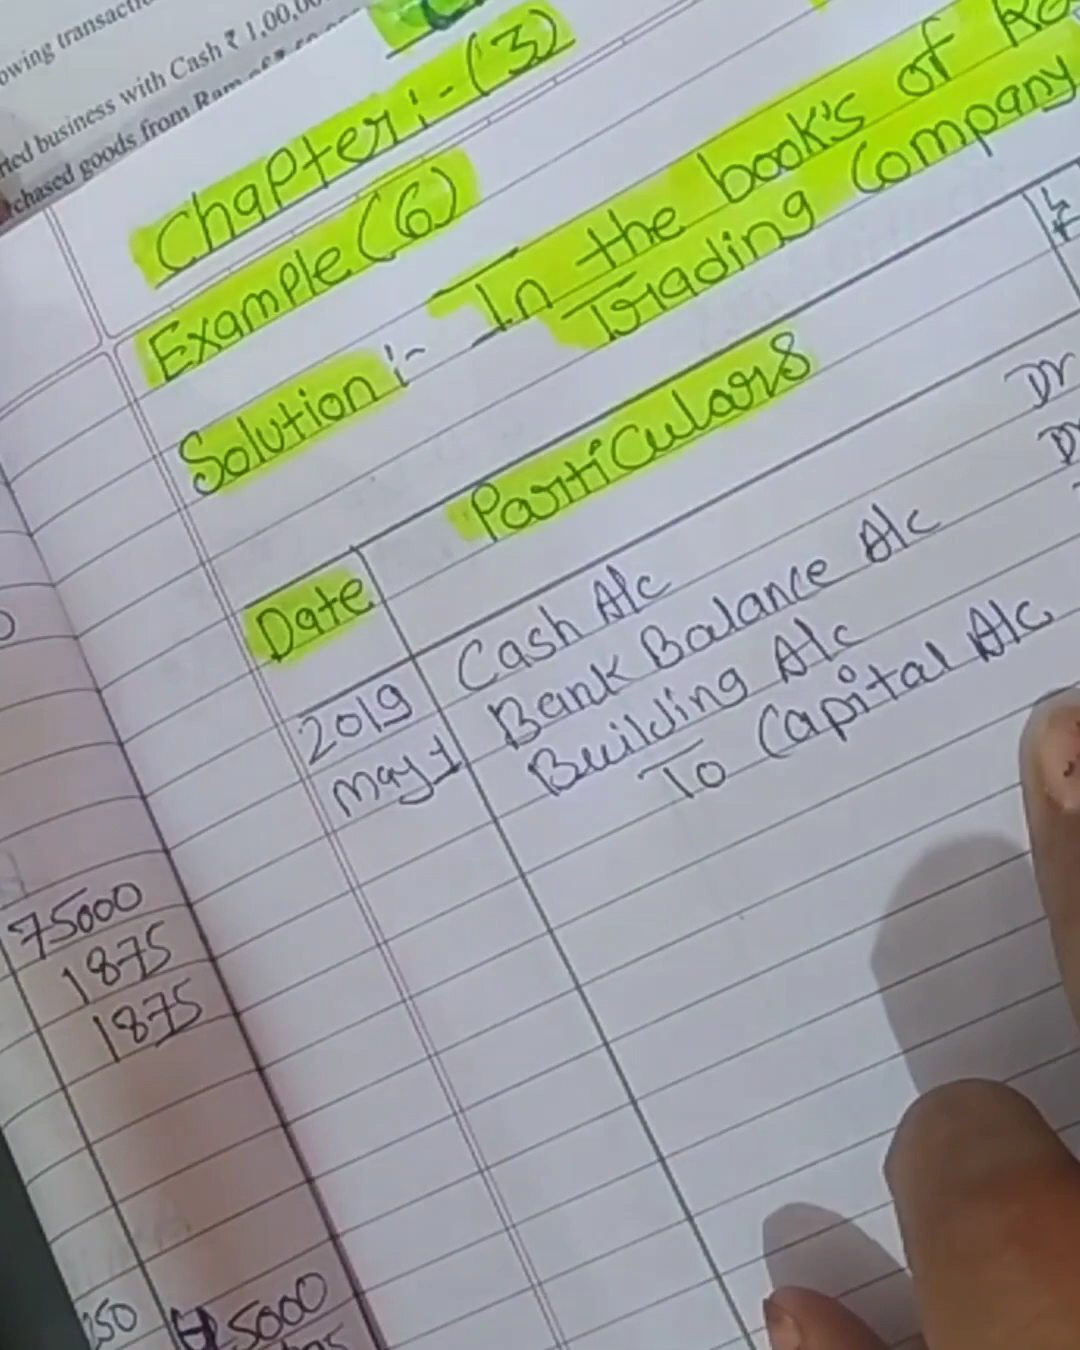 owing transacti
rted business with Cash ₹ 1,00,00
chased goods from Ram
Chapter:-(3)
Example (6)
Solution:- In the book's of
Trading Company
Date Particulars L.F
2019 Cash A/c Dr
may 1 Bank Balance A/c Dr
Building A/c
To Capital A/c
75000
1875
1875
250
5000